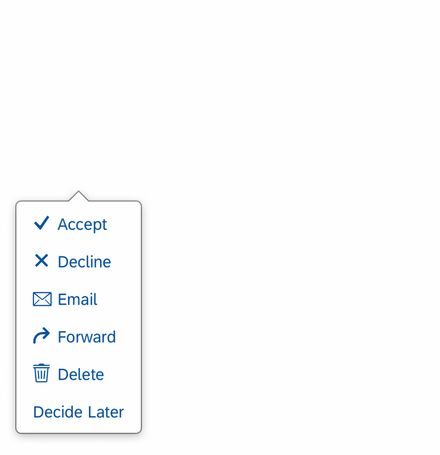 Accept
Decline
Email
Forward
Delete
Decide Later